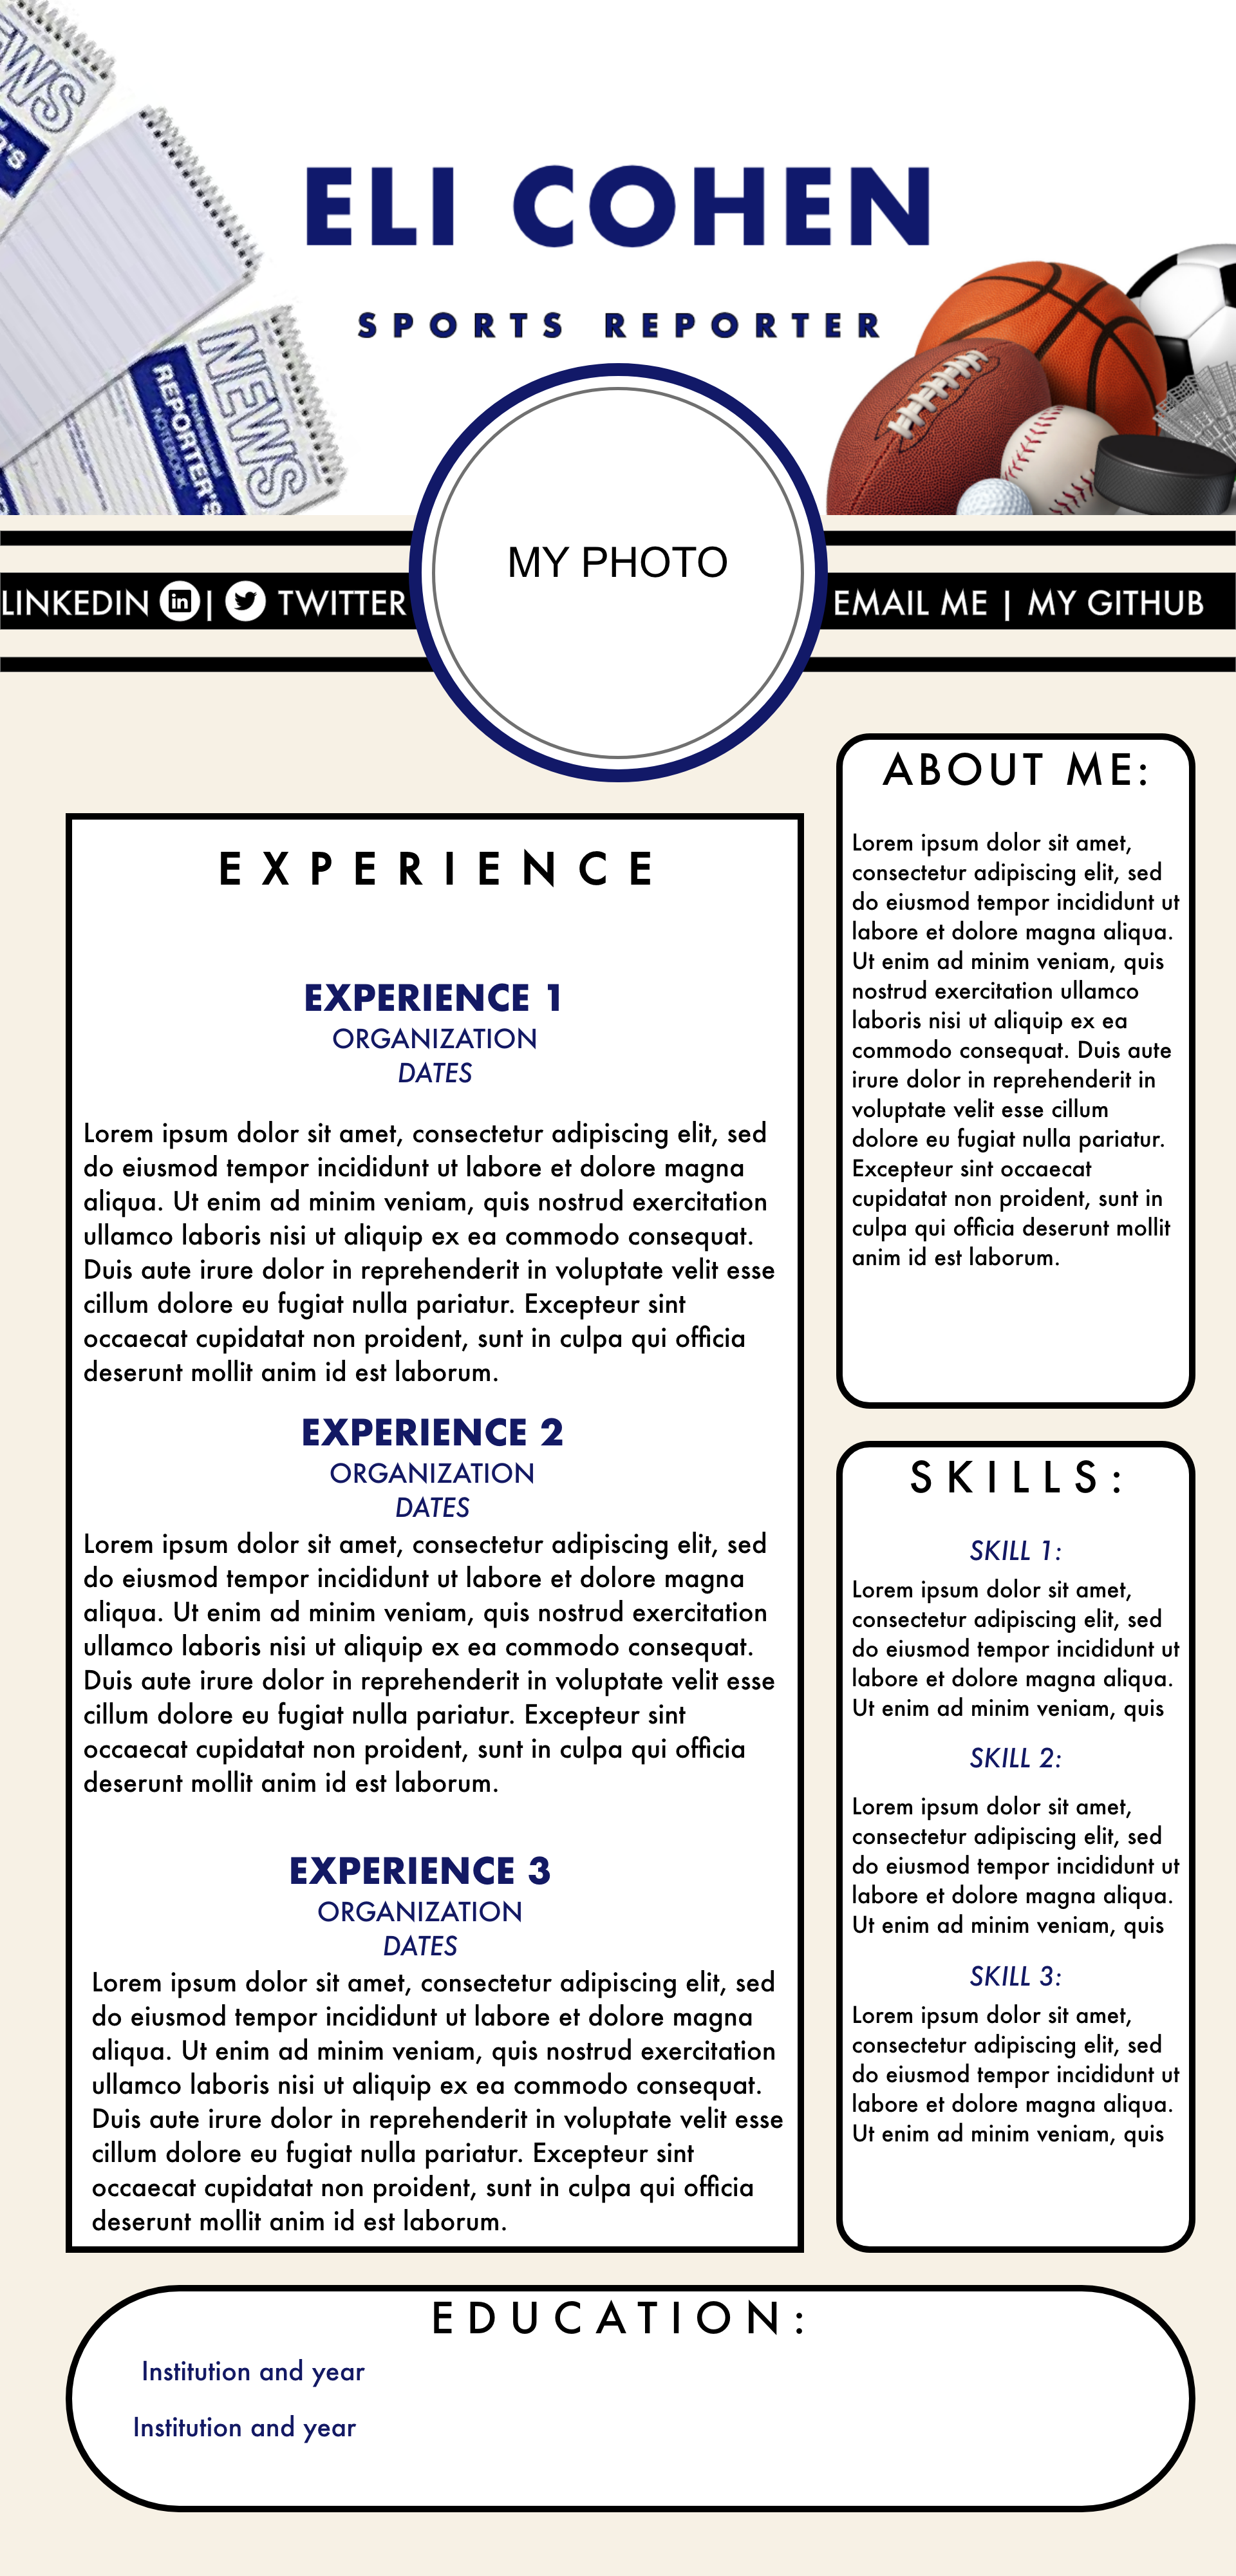 EWS
R'S
ELI COHEN
SPORTS REPORTER
NEWS
Professional
REPORTER'S
NOTEBOOK
MY PHOTO
LINKEDIN in | TWITTER
EMAIL ME | MY GITHUB
EXPERIENCE
EXPERIENCE 1
ORGANIZATION
DATES
Lorem ipsum dolor sit amet, consectetur adipiscing elit, sed
do eiusmod tempor incididunt ut labore et dolore magna
aliqua. Ut enim ad minim veniam, quis nostrud exercitation
ullamco laboris nisi ut aliquip ex ea commodo consequat.
Duis aute irure dolor in reprehenderit in voluptate velit esse
cillum dolore eu fugiat nulla pariatur. Excepteur sint
occaecat cupidatat non proident, sunt in culpa qui officia
deserunt mollit anim id est laborum.
EXPERIENCE 2
ORGANIZATION
DATES
Lorem ipsum dolor sit amet, consectetur adipiscing elit, sed
do eiusmod tempor incididunt ut labore et dolore magna
aliqua. Ut enim ad minim veniam, quis nostrud exercitation
ullamco laboris nisi ut aliquip ex ea commodo consequat.
Duis aute irure dolor in reprehenderit in voluptate velit esse
cillum dolore eu fugiat nulla pariatur. Excepteur sint
occaecat cupidatat non proident, sunt in culpa qui officia
deserunt mollit anim id est laborum.
EXPERIENCE 3
ORGANIZATION
DATES
Lorem ipsum dolor sit amet, consectetur adipiscing elit, sed
do eiusmod tempor incididunt ut labore et dolore magna
aliqua. Ut enim ad minim veniam, quis nostrud exercitation
ullamco laboris nisi ut aliquip ex ea commodo consequat.
Duis aute irure dolor in reprehenderit in voluptate velit esse
cillum dolore eu fugiat nulla pariatur. Excepteur sint
occaecat cupidatat non proident, sunt in culpa qui officia
deserunt mollit anim id est laborum.
ABOUT ME:
Lorem ipsum dolor sit amet,
consectetur adipiscing elit, sed
do eiusmod tempor incididunt ut
labore et dolore magna aliqua.
Ut enim ad minim veniam, quis
nostrud exercitation ullamco
laboris nisi ut aliquip ex ea
commodo consequat. Duis aute
irure dolor in reprehenderit in
voluptate velit esse cillum
dolore eu fugiat nulla pariatur.
Excepteur sint occaecat
cupidatat non proident, sunt in
culpa qui officia deserunt mollit
anim id est laborum.
SKILLS:
SKILL 1:
Lorem ipsum dolor sit amet,
consectetur adipiscing elit, sed
do eiusmod tempor incididunt ut
labore et dolore magna aliqua.
Ut enim ad minim veniam, quis
SKILL 2:
Lorem ipsum dolor sit amet,
consectetur adipiscing elit, sed
do eiusmod tempor incididunt ut
labore et dolore magna aliqua.
Ut enim ad minim veniam, quis
SKILL 3:
Lorem ipsum dolor sit amet,
consectetur adipiscing elit, sed
do eiusmod tempor incididunt ut
labore et dolore magna aliqua.
Ut enim ad minim veniam, quis
EDUCATION:
Institution and year
Institution and year